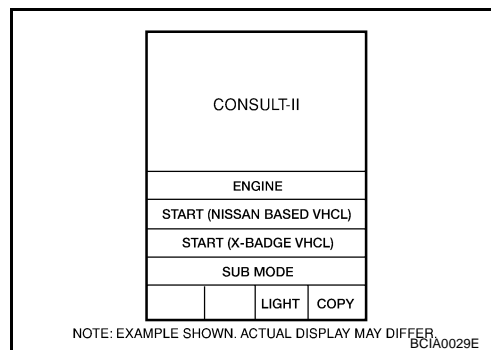 CONSULT-II
ENGINE
START (NISSAN BASED VHCL)
START (X-BADGE VHCL)
SUB MODE
LIGHT COPY
NOTE: EXAMPLE SHOWN. ACTUAL DISPLAY MAY DIFFER.
BCIA0029E